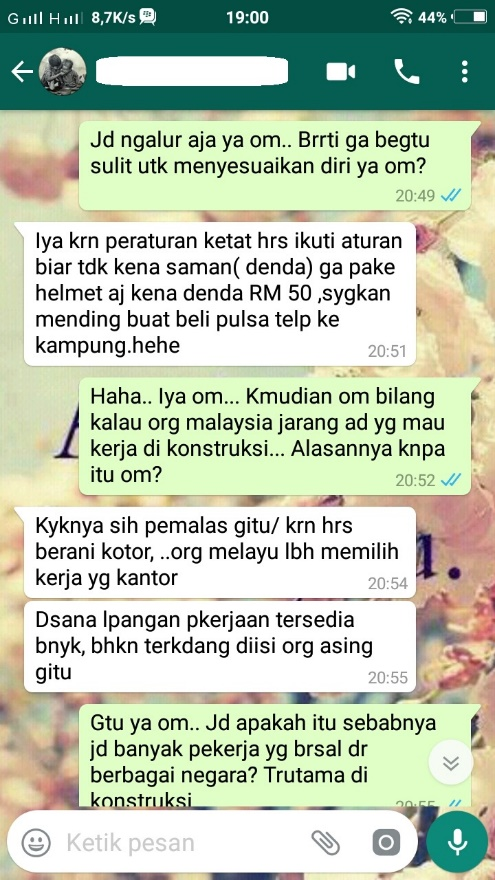 G H 8,7K/s 19:00 44%
Jd ngalur aja ya om.. Brrti ga begtu
sulit utk menyesuaikan diri ya om?
20:49
Iya krn peraturan ketat hrs ikuti aturan
biar tdk kena saman( denda) ga pake
helmet aj kena denda RM 50 ,sygkan
mending buat beli pulsa telp ke
kampung.hehe
20:51
Haha.. Iya om... Kmudian om bilang
kalau org malaysia jarang ad yg mau
kerja di konstruksi... Alasannya knpa
itu om?
20:52
Kyknya sih pemalas gitu/ krn hrs
berani kotor, ..org melayu lbh memilih
kerja yg kantor
20:54
Dsana lpangan pkerjaan tersedia
bnyk, bhkn terkdang diisi org asing
gitu
20:55
Gtu ya om.. Jd apakah itu sebabnya
jd banyak pekerja yg brsal dr
berbagai negara? Trutama di
konstruksi
20:55
Ketik pesan